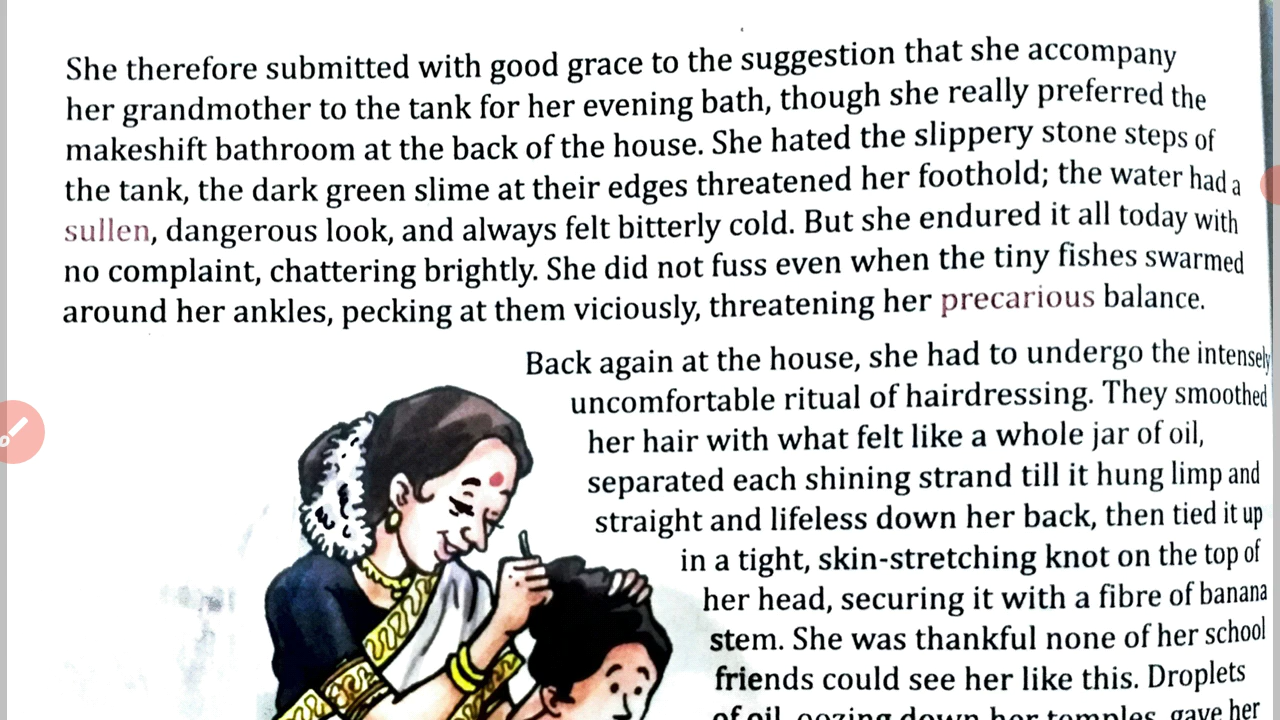 She therefore submitted with good grace to the suggestion that she accompany
her grandmother to the tank for her evening bath, though she really preferred the
makeshift bathroom at the back of the house. She hated the slippery stone steps of
the tank, the dark green slime at their edges threatened her foothold; the water had a
sullen, dangerous look, and always felt bitterly cold. But she endured it all today with
no complaint, chattering brightly. She did not fuss even when the tiny fishes swarmed
around her ankles, pecking at them viciously, threatening her precarious balance.
Back again at the house, she had to undergo the intensely
uncomfortable ritual of hairdressing. They smoothed
her hair with what felt like a whole jar of oil,
separated each shining strand till it hung limp and
straight and lifeless down her back, then tied it up
in a tight, skin-stretching knot on the top of
her head, securing it with a fibre of banana
stem. She was thankful none of her school
friends could see her like this. Droplets
of oil, oozing down her temples, gave her